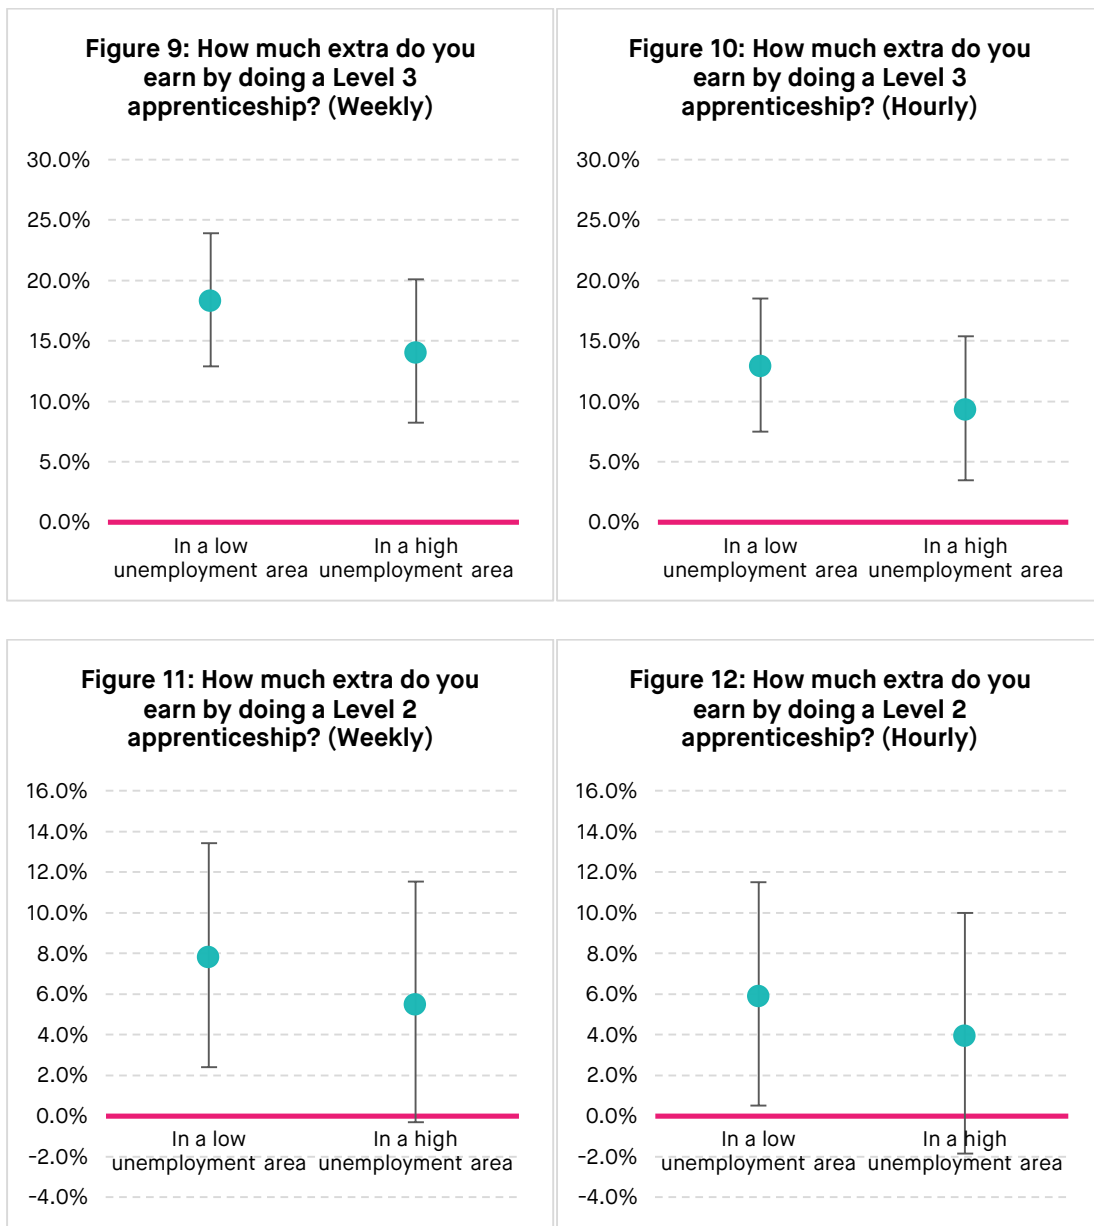 Figure 9: How much extra do you
earn by doing a Level 3
apprenticeship? (Weekly)
30.0%
25.0%
20.0%
15.0%
10.0%
5.0%
0.0%
In a low
unemployment area
In a high
unemployment area
Figure 10: How much extra do you
earn by doing a Level 3
apprenticeship? (Hourly)
30.0%
25.0%
20.0%
15.0%
10.0%
5.0%
0.0%
In a low
unemployment area
In a high
unemployment area
Figure 11: How much extra do you
earn by doing a Level 2
apprenticeship? (Weekly)
16.0%
14.0%
12.0%
10.0%
8.0%
6.0%
4.0%
2.0%
0.0%
-2.0%
-4.0%
In a low
unemployment area
In a high
unemployment area
Figure 12: How much extra do you
earn by doing a Level 2
apprenticeship? (Hourly)
16.0%
14.0%
12.0%
10.0%
8.0%
6.0%
4.0%
2.0%
0.0%
-2.0%
-4.0%
In a low
unemployment area
In a high
unemployment area